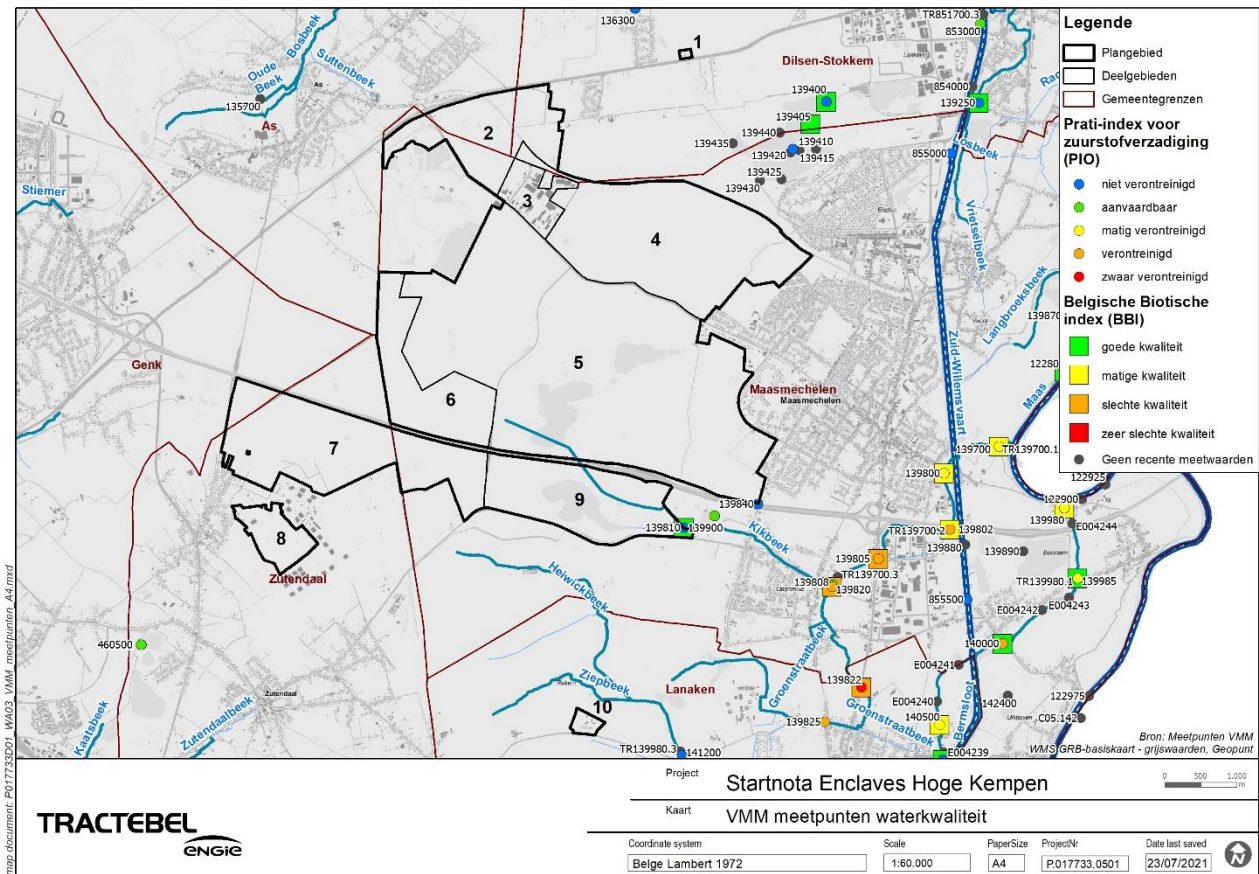 136300
1
Dilsen-Stokkem
TR851700.3
853000
Oude Beek
Bosbeek
Suttenbeek
As
135700
As
Stiemer
2
3
4
139400
139405
139440
139435
139410
139420
139415
139425
139430
854000
139250
855000
Losbeek
Vrietselbeek
Langbroeksbeek
Zuid-Willemsvaart
Maas
Genk
5
6
7
8
9
10
Maasmechelen
Maasmechelen
139700
TR139700.1
139800
122925
122900
139980
E004244
139840
139810
139900
Kikbeek
TR139700.2
139802
139880
139890
139805
TR139700.3
139808
139820
TR139980.1
139985
855500
E004242
E004243
Zutendaal
Heiwickbeek
460500
Zutendaal
Ziepbeek
Lanaken
Groenstraatbeek
140000
E004241
139822
E004240
142400
122975
C05.142
Groenstraatbeek
139825
140500
Bermsloot
E004239
Kaatsbeek
Zutendaalbeek
TR139980.3
141200
Legende
Plangebied
Deelgebieden
Gemeentegrenzen
Prati-index voor
zuurstofverzadiging
(PIO)
niet verontreinigd
aanvaardbaar
matig verontreinigd
verontreinigd
zwaar verontreinigd
Belgische Biotische
index (BBI)
goede kwaliteit
matige kwaliteit
slechte kwaliteit
zeer slechte kwaliteit
Geen recente meetwaarden
Bron: Meetpunten VMM
WMS GRB-basiskaart - grijswaarden, Geopunt
map document: P017733D01_WA03_VMM_meetpunten_A4.mxd
TRACTEBEL
ENGIE
Project
Startnota Enclaves Hoge Kempen
0 500 1.000
m
Kaart
VMM meetpunten waterkwaliteit
Coordinate system
Belge Lambert 1972
Scale
1:60.000
PaperSize
A4
ProjectNr
P.017733.0501
Date last saved
23/07/2021
N